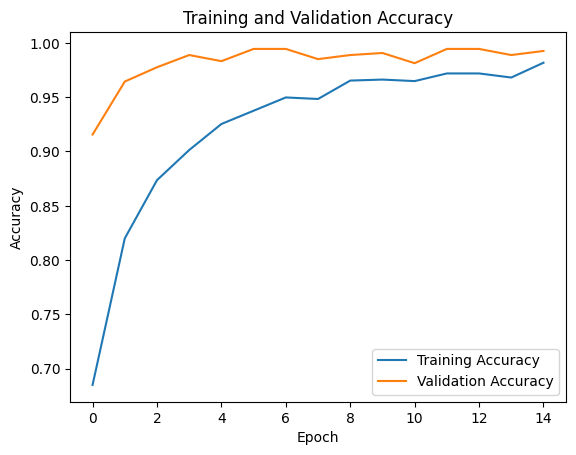 Training and Validation Accuracy
1.00
0.95
0.90
0.85
0.80
0.75
0.70
Accuracy
0 2 4 6 8 10 12 14
Epoch
Training Accuracy
Validation Accuracy